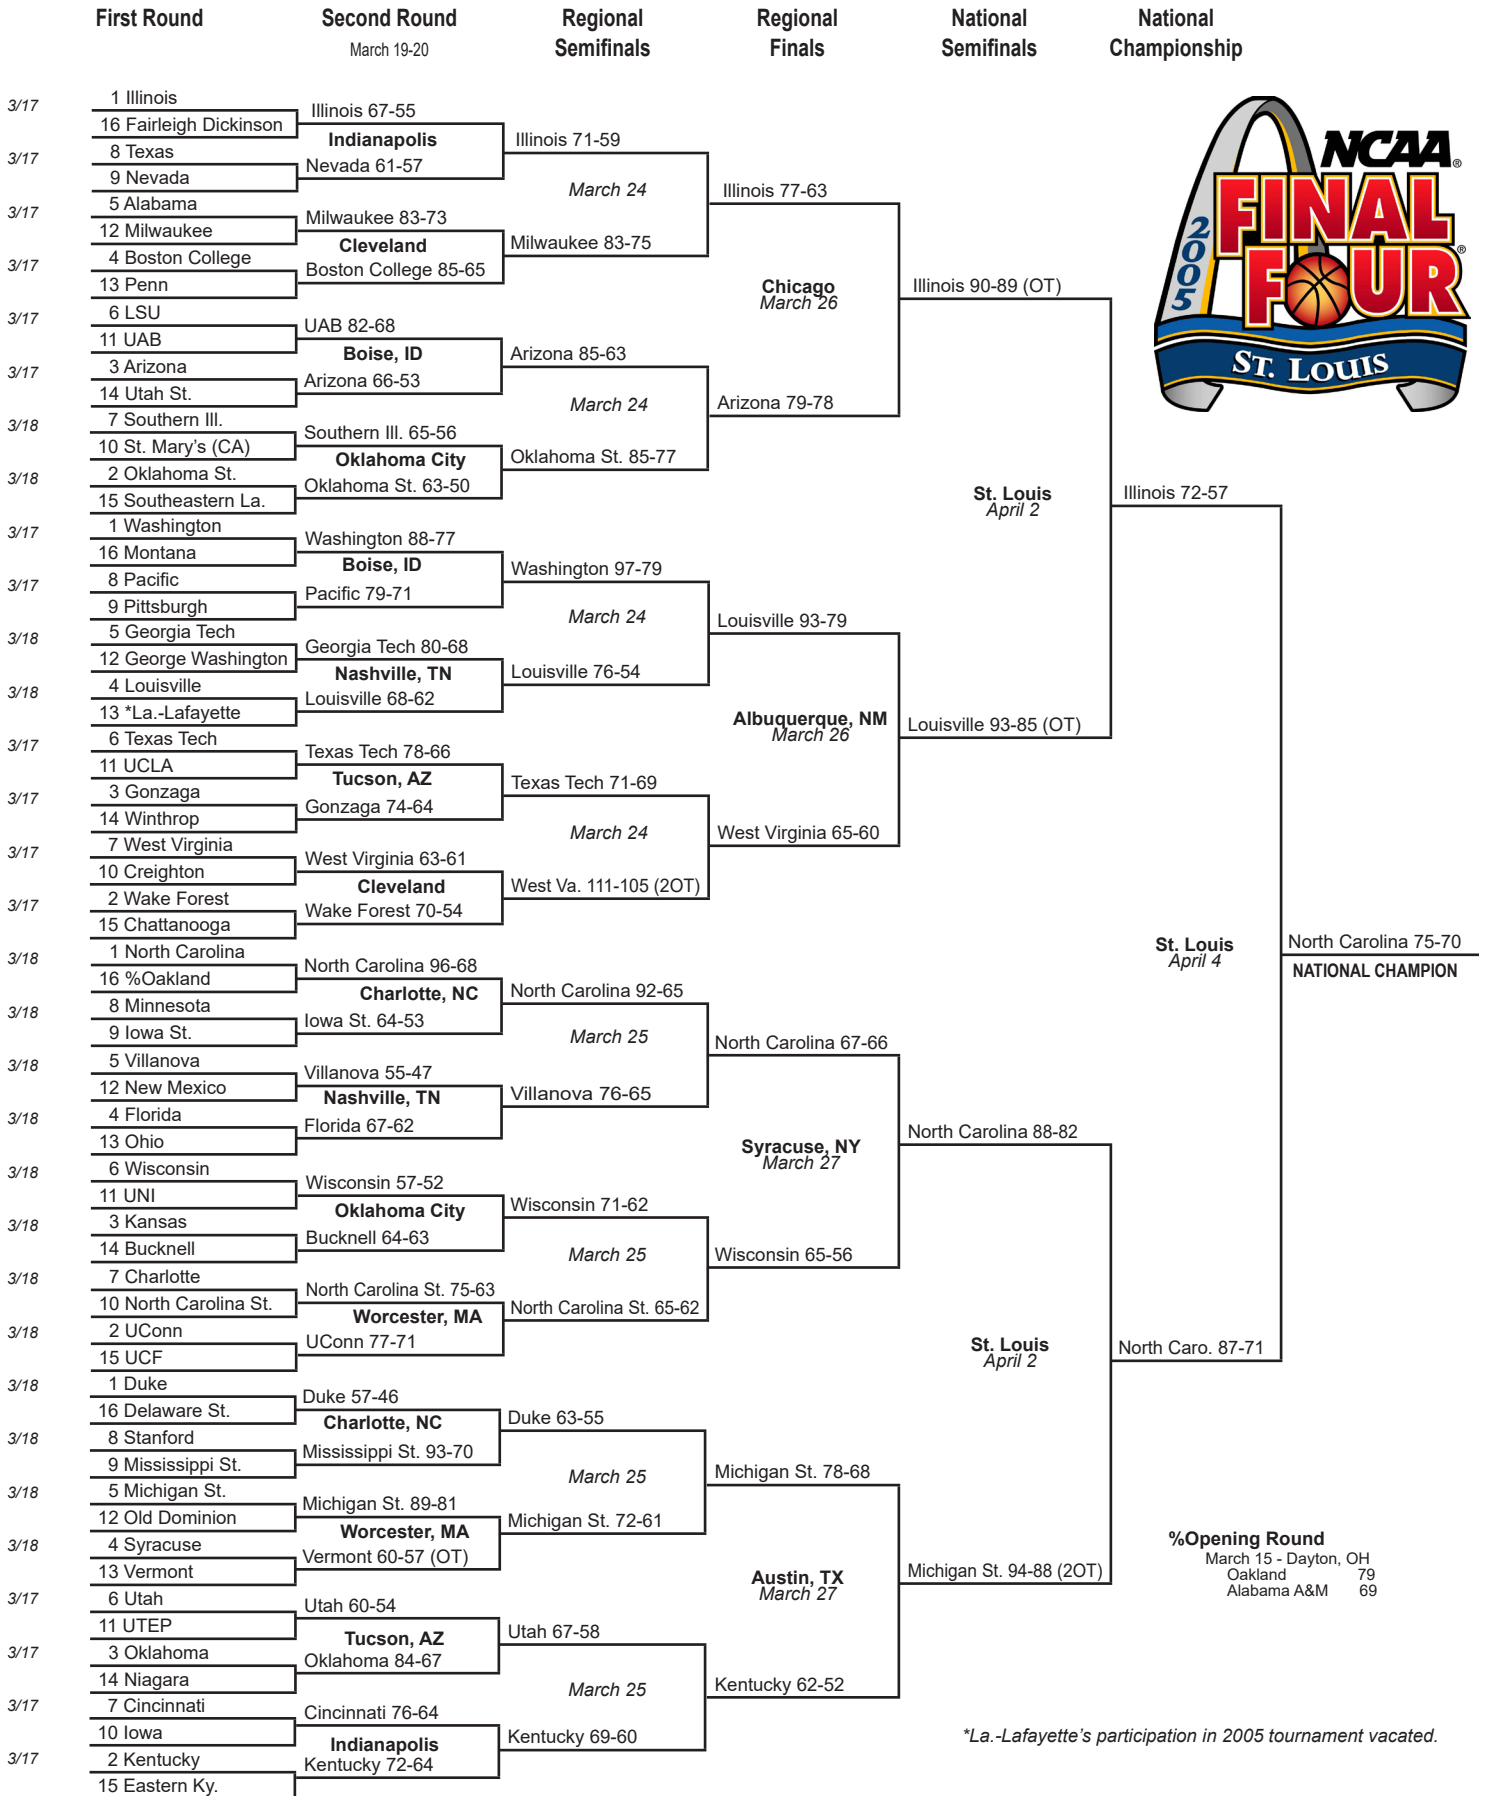 First Round
Second Round
March 19-20
Regional
Semifinals
Regional
Finals
National
Semifinals
National
Championship
3/17
1 Illinois
16 Fairleigh Dickinson
3/17
8 Texas
9 Nevada
3/17
5 Alabama
12 Milwaukee
3/17
4 Boston College
13 Penn
3/17
6 LSU
11 UAB
3/17
3 Arizona
14 Utah St.
3/18
7 Southern Ill.
10 St. Mary's (CA)
3/18
2 Oklahoma St.
15 Southeastern La.
3/17
1 Washington
16 Montana
3/17
8 Pacific
9 Pittsburgh
3/18
5 Georgia Tech
12 George Washington
3/18
4 Louisville
13 *La.-Lafayette
3/17
6 Texas Tech
11 UCLA
3/17
3 Gonzaga
14 Winthrop
3/17
7 West Virginia
10 Creighton
3/17
2 Wake Forest
15 Chattanooga
3/18
1 North Carolina
16 %Oakland
3/18
8 Minnesota
9 Iowa St.
3/18
5 Villanova
12 New Mexico
3/18
4 Florida
13 Ohio
3/18
6 Wisconsin
11 UNI
3/18
3 Kansas
14 Bucknell
3/18
7 Charlotte
10 North Carolina St.
3/18
2 UConn
15 UCF
3/18
1 Duke
16 Delaware St.
3/18
8 Stanford
9 Mississippi St.
3/18
5 Michigan St.
12 Old Dominion
3/18
4 Syracuse
13 Vermont
3/17
6 Utah
11 UTEP
3/17
3 Oklahoma
14 Niagara
3/17
7 Cincinnati
10 Iowa
3/17
2 Kentucky
15 Eastern Ky.
Illinois 67-55
Indianapolis
Nevada 61-57
Milwaukee 83-73
Cleveland
Boston College 85-65
UAB 82-68
Boise, ID
Arizona 66-53
Southern Ill. 65-56
Oklahoma City
Oklahoma St. 63-50
Washington 88-77
Boise, ID
Pacific 79-71
Georgia Tech 80-68
Nashville, TN
Louisville 68-62
Texas Tech 78-66
Tucson, AZ
Gonzaga 74-64
West Virginia 63-61
Cleveland
Wake Forest 70-54
North Carolina 96-68
Charlotte, NC
Iowa St. 64-53
Villanova 55-47
Nashville, TN
Florida 67-62
Wisconsin 57-52
Oklahoma City
Bucknell 64-63
North Carolina St. 75-63
Worcester, MA
UConn 77-71
Duke 57-46
Charlotte, NC
Mississippi St. 93-70
Michigan St. 89-81
Worcester, MA
Vermont 60-57 (OT)
Utah 60-54
Tucson, AZ
Oklahoma 84-67
Cincinnati 76-64
Indianapolis
Kentucky 72-64
Illinois 71-59
March 24
Milwaukee 83-75
Arizona 85-63
March 24
Oklahoma St. 85-77
Washington 97-79
March 24
Louisville 76-54
Texas Tech 71-69
March 24
West Va. 111-105 (2OT)
North Carolina 92-65
March 25
Villanova 76-65
Wisconsin 71-62
March 25
North Carolina St. 65-62
Duke 63-55
March 25
Michigan St. 72-61
Utah 67-58
March 25
Kentucky 69-60
Illinois 77-63
Chicago
March 26
Arizona 79-78
Louisville 93-79
Albuquerque, NM
March 26
West Virginia 65-60
North Carolina 67-66
Syracuse, NY
March 27
Wisconsin 65-56
Michigan St. 78-68
Austin, TX
March 27
Kentucky 62-52
Illinois 90-89 (OT)
St. Louis
April 2
Louisville 93-85 (OT)
North Carolina 88-82
St. Louis
April 2
Michigan St. 94-88 (2OT)
Illinois 72-57
St. Louis
April 4
North Caro. 87-71
North Carolina 75-70
NATIONAL CHAMPION
NCAA®
2005
FINAL
FOUR®
ST. LOUIS
%Opening Round
March 15 - Dayton, OH
Oakland 79
Alabama A&M 69
*La.-Lafayette's participation in 2005 tournament vacated.